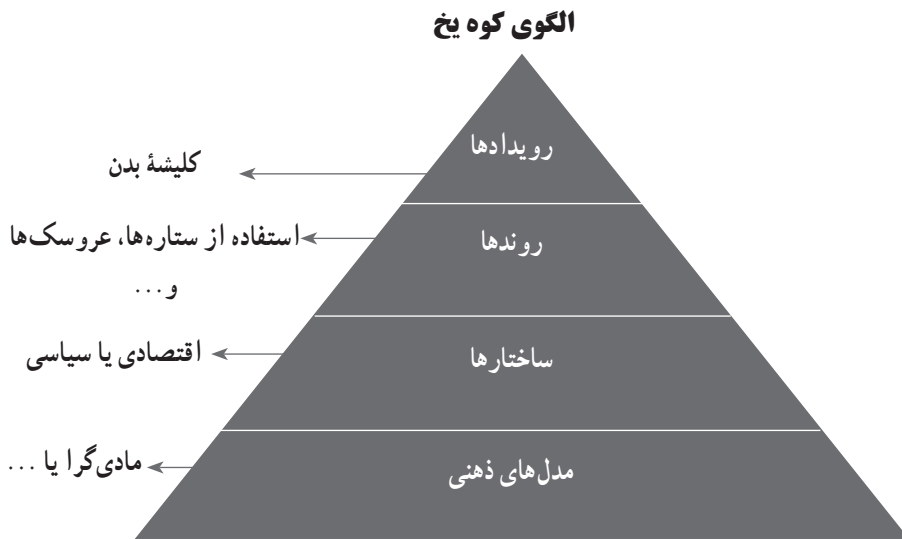 الگوی کوه یخ
رویدادها
کلیشهٔ بدن
روندها
استفاده از ستاره‌ها، عروسک‌ها
و...
ساختارها
اقتصادی یا سیاسی
مدل‌های ذهنی
مادی‌گرا یا ...